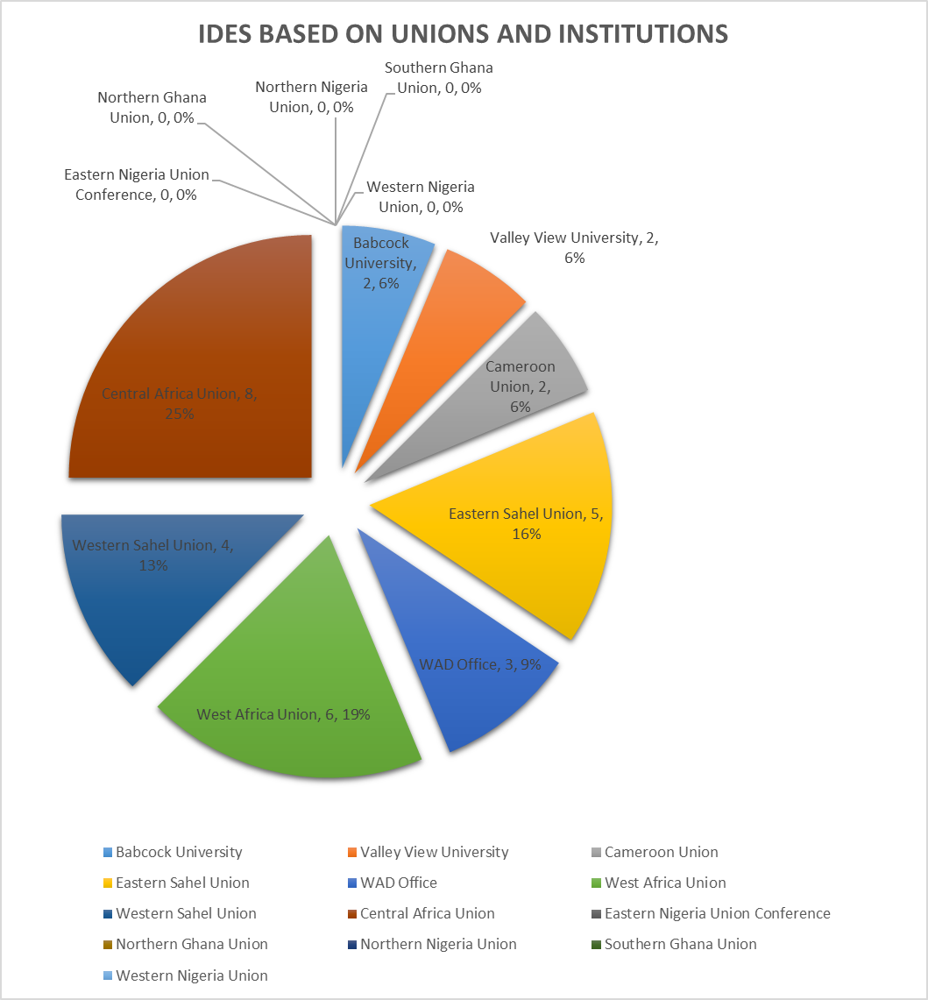 IDES BASED ON UNIONS AND INSTITUTIONS
Southern Ghana
Union, 0, 0%
Northern Nigeria
Union, 0, 0%
Northern Ghana
Union, 0, 0%
Eastern Nigeria Union
Conference, 0, 0%
Western Nigeria
Union, 0, 0%
Babcock
University,
2, 6%
Valley View University, 2,
6%
Cameroon
Union, 2,
6%
Central Africa Union, 8,
25%
Eastern Sahel Union, 5,
16%
Western Sahel Union, 4,
13%
WAD Office, 3, 9%
West Africa Union, 6, 19%
Babcock University
Valley View University
Cameroon Union
Eastern Sahel Union
WAD Office
West Africa Union
Western Sahel Union
Central Africa Union
Eastern Nigeria Union Conference
Northern Ghana Union
Northern Nigeria Union
Southern Ghana Union
Western Nigeria Union